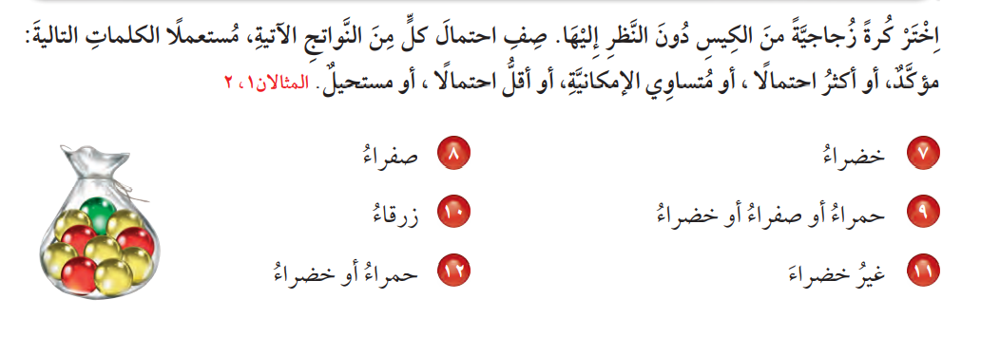 اِخْتَرْ كُرةً زُجاجيَّةً منَ الكِيسِ دُونَ النَّظرِ إِليْهَا. صِفِ احتمالَ كلٍّ مِنَ النَّواتجِ الآتيةِ، مُستعملًا الكلماتِ التاليةَ:
مؤكَّدٌ، أو أكثرُ احتمالًا ، أو مُتساوِي الإمكانيَّةِ، أو أقلُّ احتمالًا ، أو مستحيلٌ. المثالان١، ٢
٧ خضراءُ
٨ صفراءُ
٩ حمراءُ أو صفراءُ أو خضراءُ
١٠ زرقاءُ
١١ غيرُ خضراءَ
١٢ حمراءُ أو خضراءُ